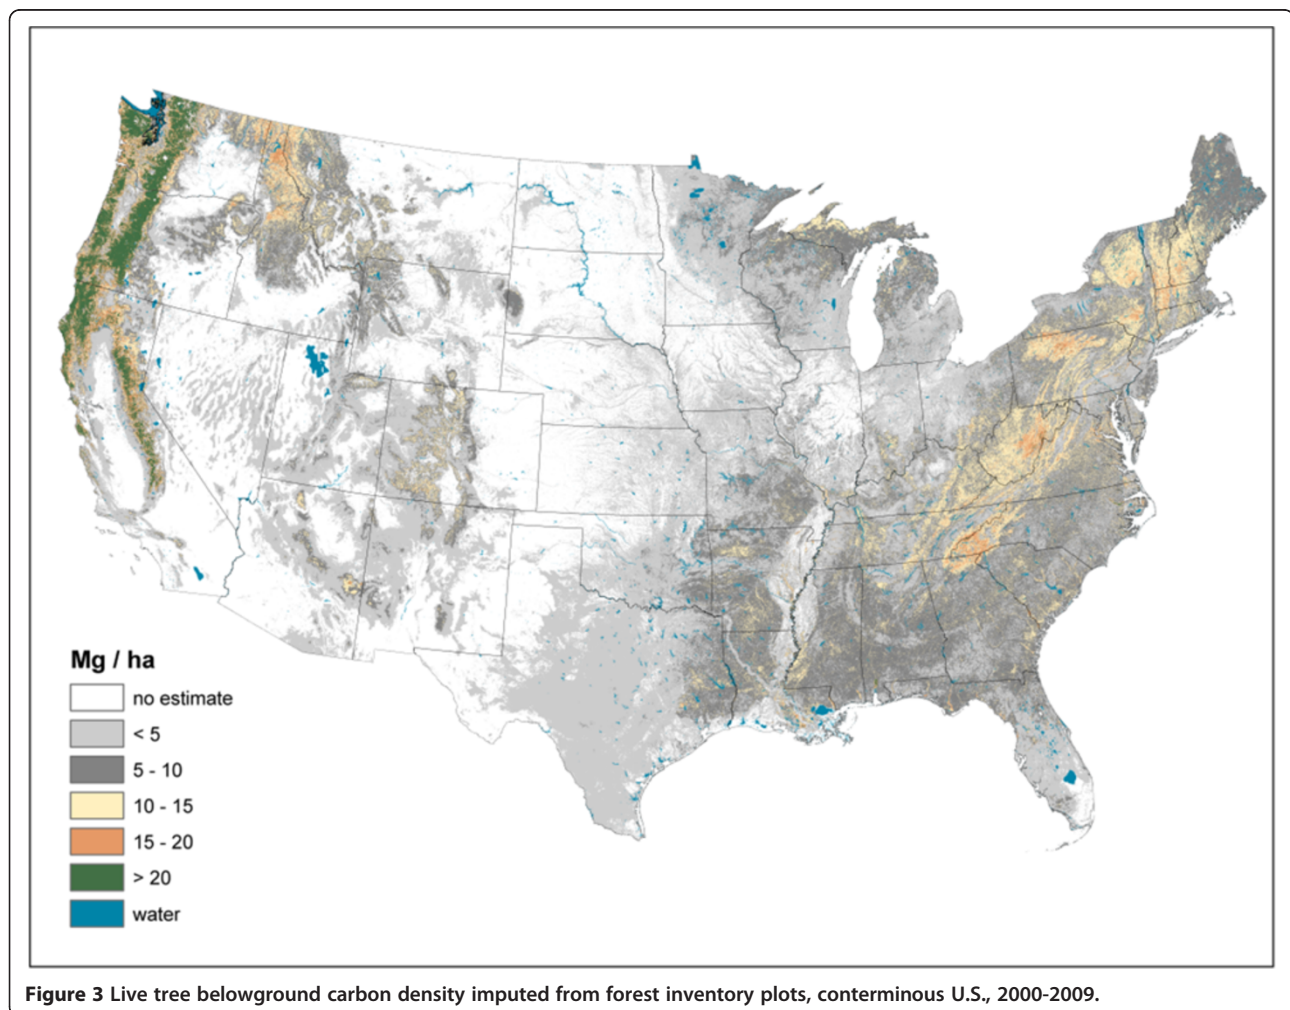 Mg / ha
no estimate
< 5
5 - 10
10 - 15
15 - 20
> 20
water
Figure 3 Live tree belowground carbon density imputed from forest inventory plots, conterminous U.S., 2000-2009.